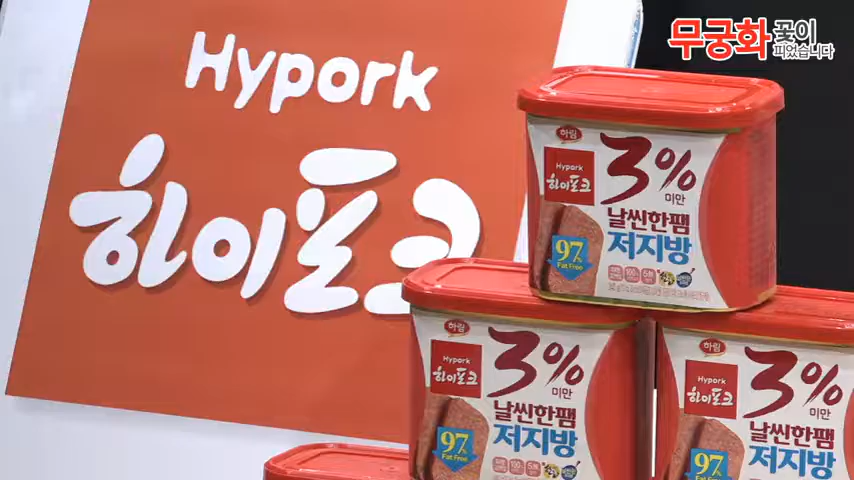 무궁화 꽃이
피었습니다
Hypork
하이포크
하림
Hypork
하이포크
3%
미만
날씬한팸
저지방
97%
Fat Free
하림
Hypork
하이포크
3%
미만
날씬한팸
저지방
97%
Fat Free
하림
Hypork
하이포크
3%
미만
날씬한팸
저지방
97%
Fat Free